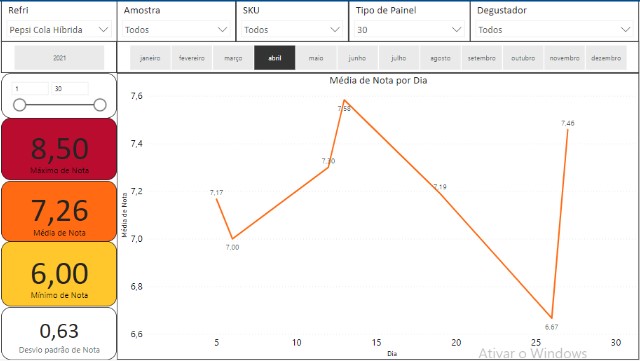 Refri
Amostra
SKU
Tipo de Painel
Degustador
Pepsi Cola Híbrida
Todos
Todos
30
Todos
2021
janeiro fevereiro março abril maio junho julho agosto setembro outubro novembro dezembro
1 30
8,50
Máximo de Nota
7,26
Média de Nota
6,00
Mínimo de Nota
0,63
Desvio padrão de Nota
Média de Nota por Dia
Média de Nota
7,6
7,4
7,2
7,0
6,8
6,6
7,17
7,00
7,30
7,58
7,19
6,67
7,46
5 10 15 20 25 30
Dia
Ativar o Windows